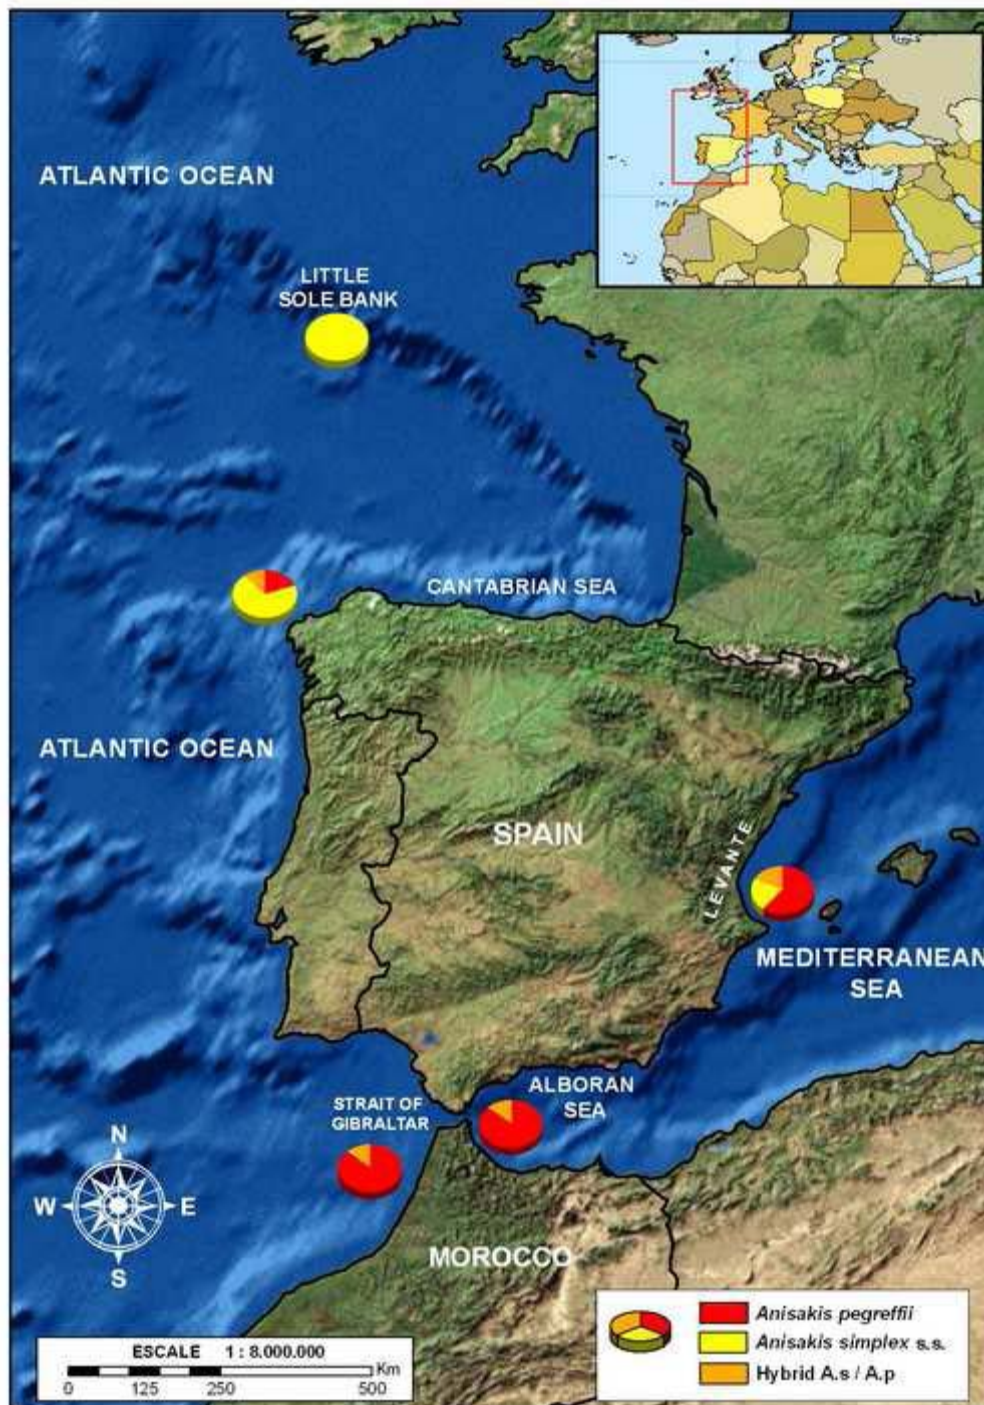 ATLANTIC OCEAN
LITTLE
SOLE BANK
CANTABRIAN SEA
ATLANTIC OCEAN
SPAIN
LEVANTE
MEDITERRANEAN
SEA
ALBORAN
SEA
STRAIT OF
GIBRALTAR
N
W
E
S
MOROCCO
ESCALE 1 : 8.000.000
Km
0 125 250 500
Anisakis pegreffii
Anisakis simplex s.s.
Hybrid A.s / A.p